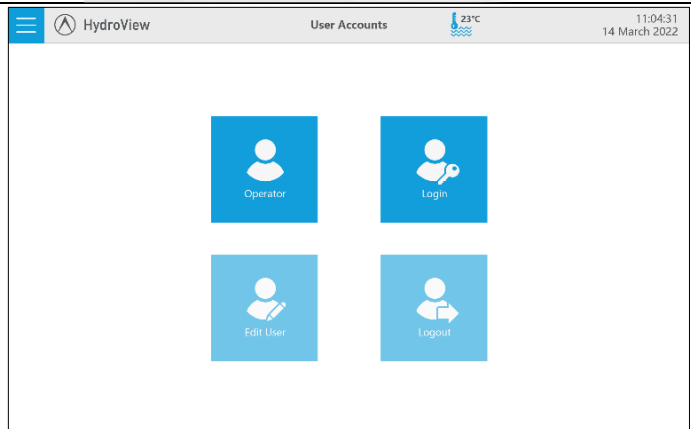 HydroView
User Accounts
23°C
11:04:31
14 March 2022
Operator
Login
Edit User
Logout